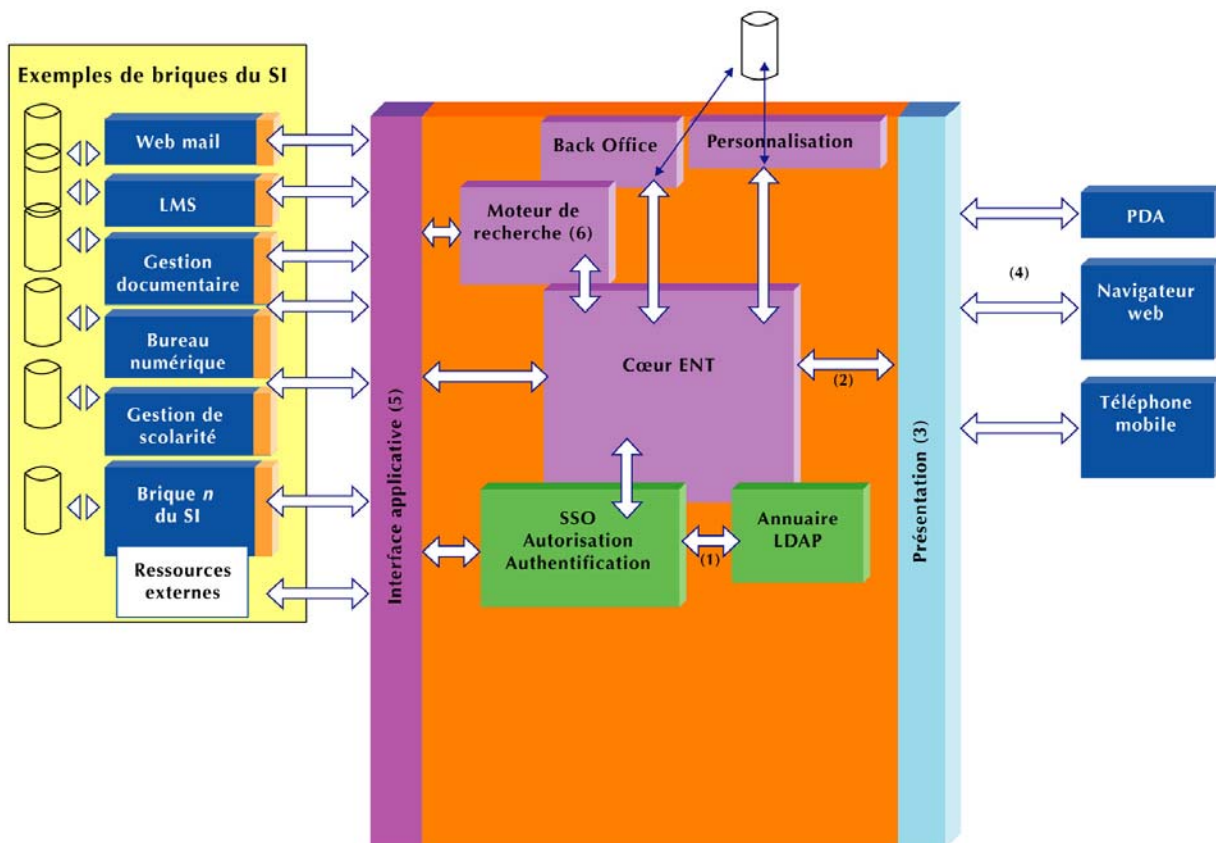 Exemples de briques du SI
Web mail
LMS
Gestion
documentaire
Bureau
numérique
Gestion de
scolarité
Brique n
du SI
Ressources
externes
Interface applicative (5)
Back Office
Personnalisation
Moteur de
recherche (6)
Cœur ENT
(2)
SSO
Autorisation
Authentification
(1)
Annuaire
LDAP
Présentation (3)
PDA
(4)
Navigateur
web
Téléphone
mobile